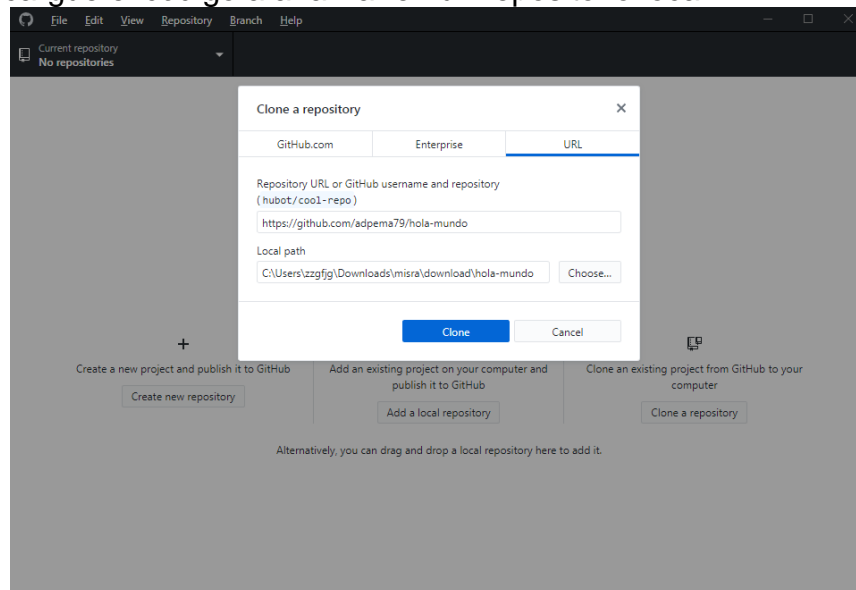 File Edit View Repository Branch Help
Current repository
No repositories
Clone a repository
GitHub.com Enterprise URL
Repository URL or GitHub username and repository
(hubot/cool-repo)
https://github.com/adpema79/hola-mundo
Local path
C:\Users\zzgfjg\Downloads\misra\download\hola-mundo Choose...
Clone Cancel
Create a new project and publish it to GitHub
Create new repository
Add an existing project on your computer and
publish it to GitHub
Add a local repository
Clone an existing project from GitHub to your
computer
Clone a repository
Alternatively, you can drag and drop a local repository here to add it.